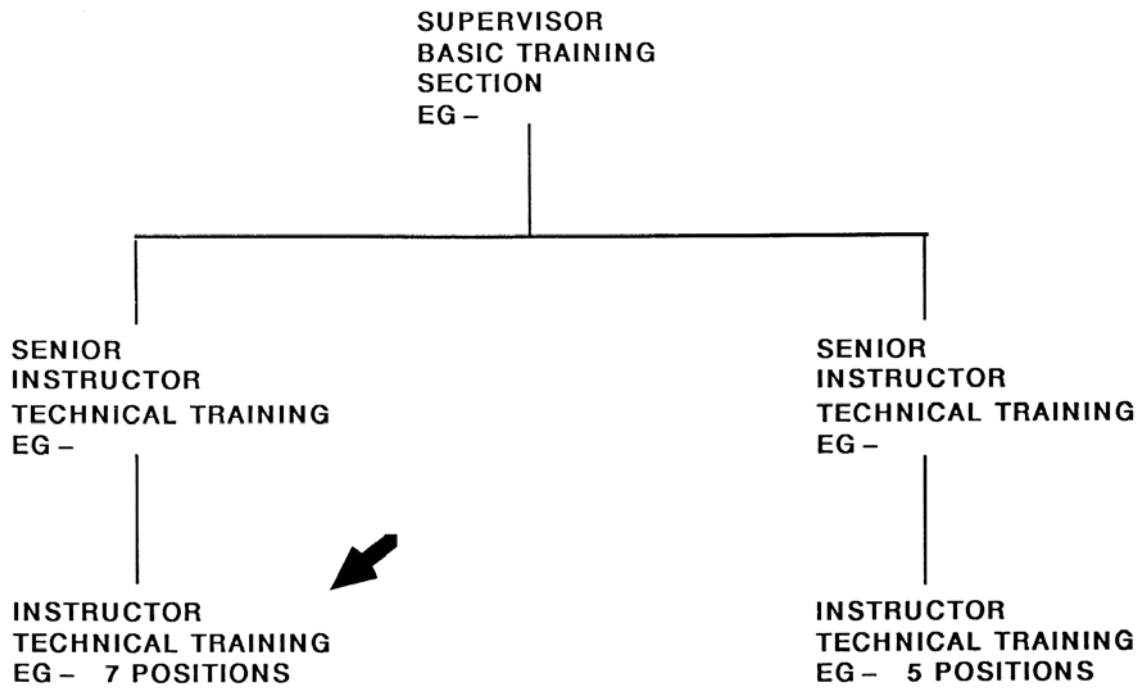 SUPERVISOR
BASIC TRAINING
SECTION
EG –
SENIOR
INSTRUCTOR
TECHNICAL TRAINING
EG –
SENIOR
INSTRUCTOR
TECHNICAL TRAINING
EG –
INSTRUCTOR
TECHNICAL TRAINING
EG – 7 POSITIONS
INSTRUCTOR
TECHNICAL TRAINING
EG – 5 POSITIONS